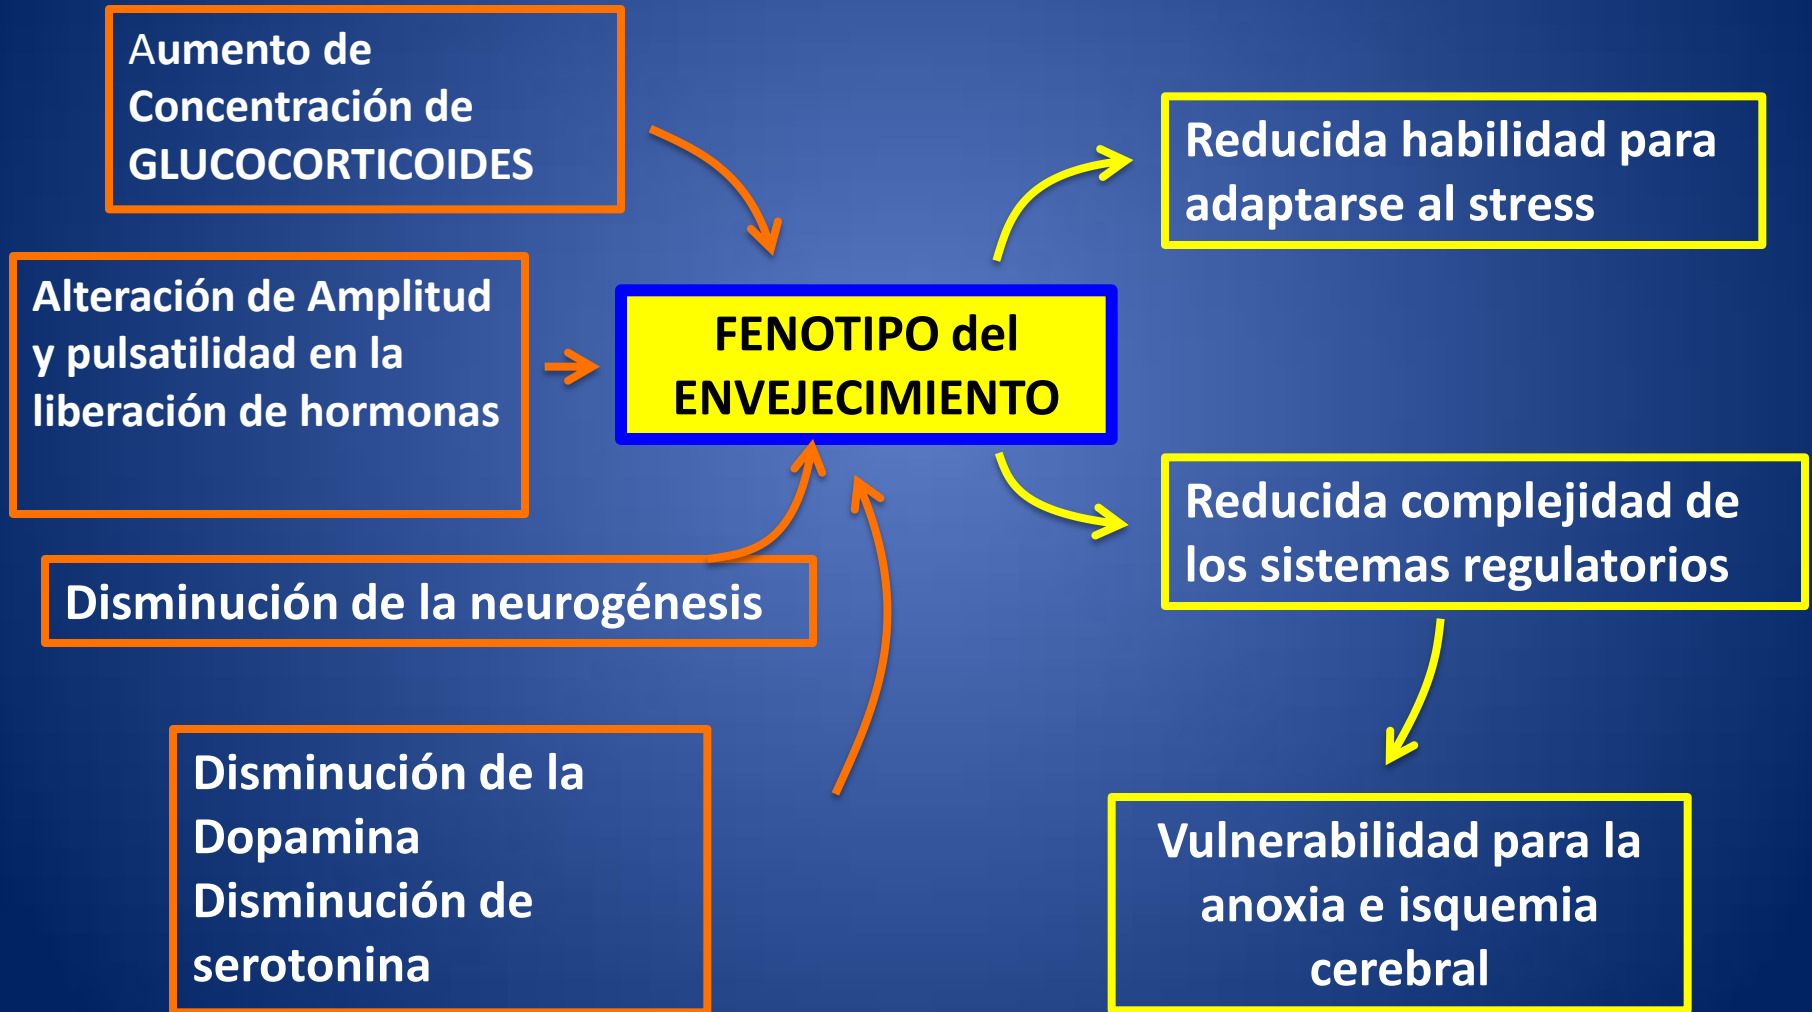 Aumento de
Concentración de
GLUCOCORTICOIDES
Alteración de Amplitud
y pulsatilidad en la
liberación de hormonas
Disminución de la neurogénesis
Disminución de la
Dopamina
Disminución de
serotonina
FENOTIPO del
ENVEJECIMIENTO
Reducida habilidad para
adaptarse al stress
Reducida complejidad de
los sistemas regulatorios
Vulnerabilidad para la
anoxia e isquemia
cerebral